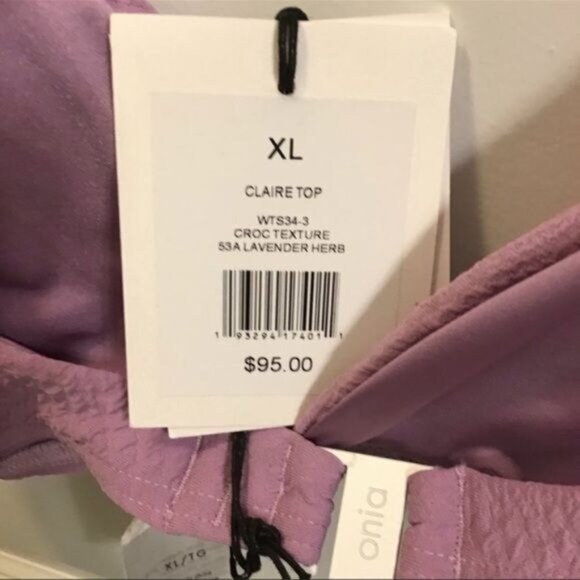 XL
CLAIRE TOP
WTS34-3
CROC TEXTURE
53A LAVENDER HERB
1 93294 17401 1
$95.00
onia
XL/TG